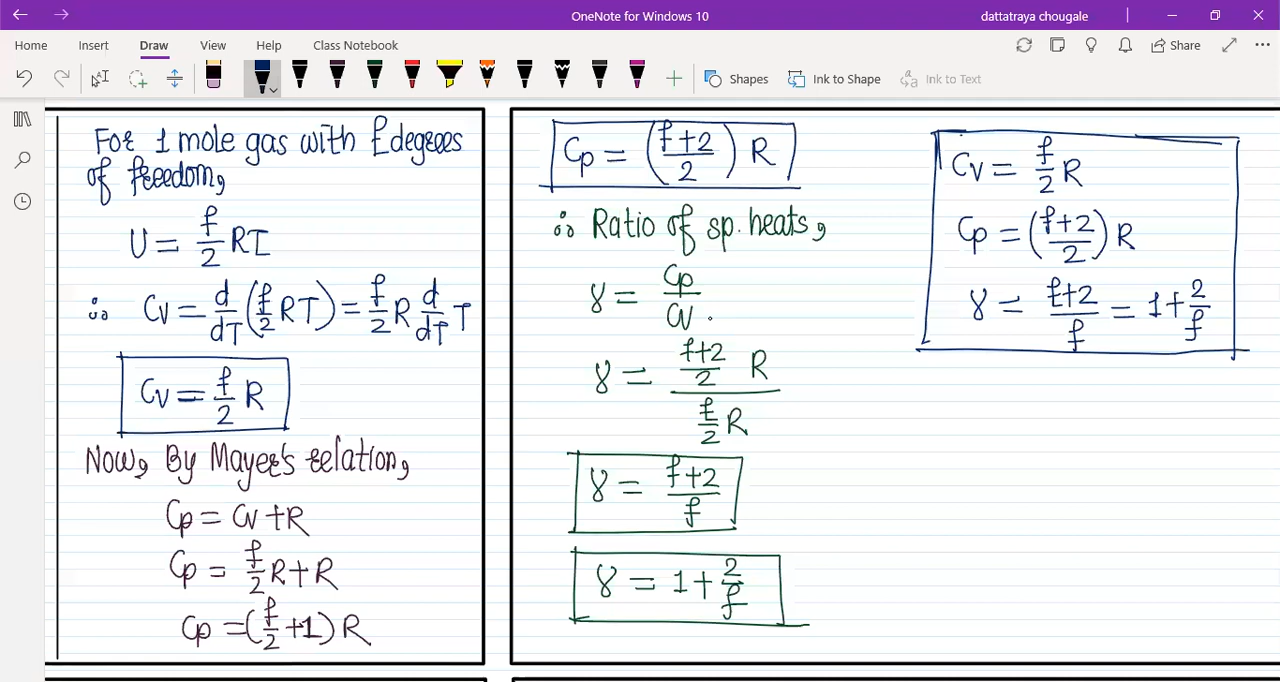 OneNote for Windows 10
dattatraya chougale
Home Insert Draw View Help Class Notebook
Share
Shapes Ink to Shape Ink to Text
For 1 mole gas with f degrees
of freedom,
U = f/2 RT
∴ Cv = d/dT (f/2 RT) = f/2 R d/dT T
Cv = f/2 R
Now, By Mayer's relation,
Cp = Cv + R
Cp = f/2 R + R
Cp = (f/2 + 1) R
Cp = (f+2/2) R
∴ Ratio of sp. heats,
γ = Cp/Cv .
γ = f+2/2 R / f/2 R
γ = f+2/f
γ = 1 + 2/f
Cv = f/2 R
Cp = (f+2/2) R
γ = f+2/f = 1 + 2/f